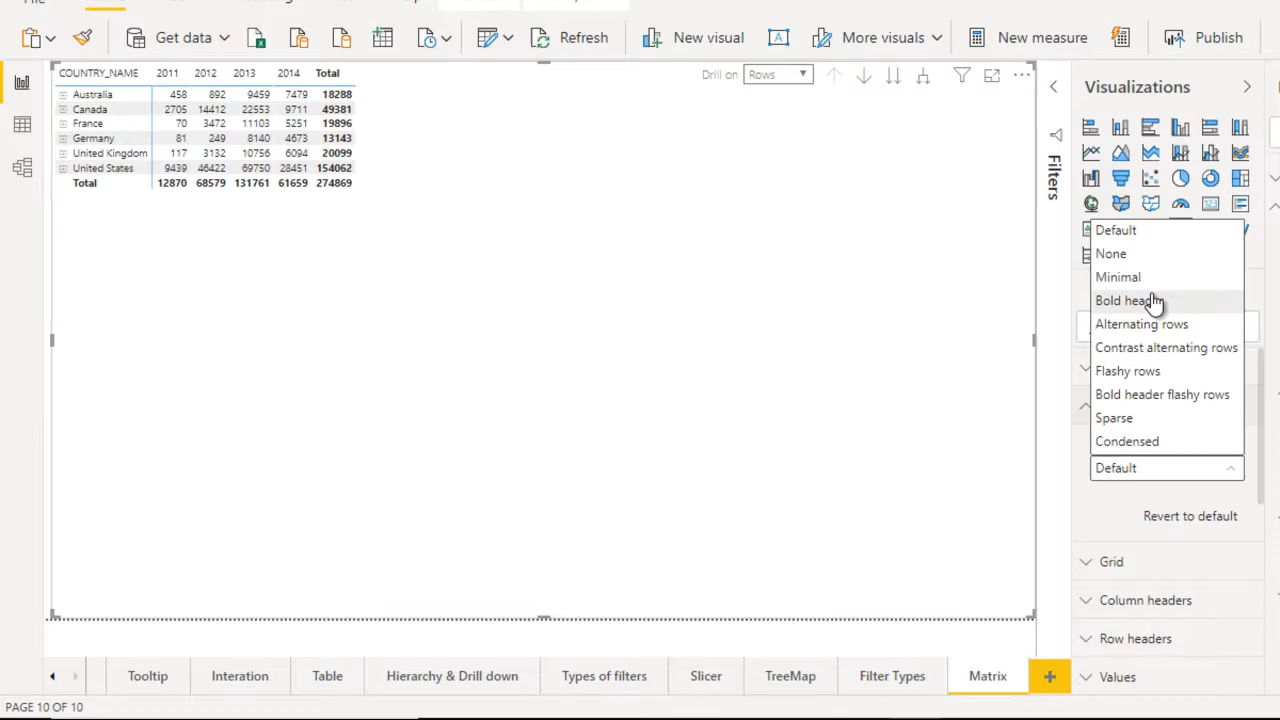 Get data
Refresh
New visual
More visuals
New measure
Publish
Drill on Rows
COUNTRY_NAME 2011 2012 2013 2014 Total
Australia 458 892 9459 7479 18288
Canada 2705 14412 22553 9711 49381
France 70 3472 11103 5251 19896
Germany 81 249 8140 4673 13143
United Kingdom 117 3132 10756 6094 20099
United States 9439 46422 69750 28451 154062
Total 12870 68579 131761 61659 274869
Filters
Visualizations
123
Default
None
Minimal
Bold header
Alternating rows
Contrast alternating rows
Flashy rows
Bold header flashy rows
Sparse
Condensed
Default
Revert to default
Grid
Column headers
Row headers
Values
Tooltip
Interation
Table
Hierarchy & Drill down
Types of filters
Slicer
TreeMap
Filter Types
Matrix
PAGE 10 OF 10